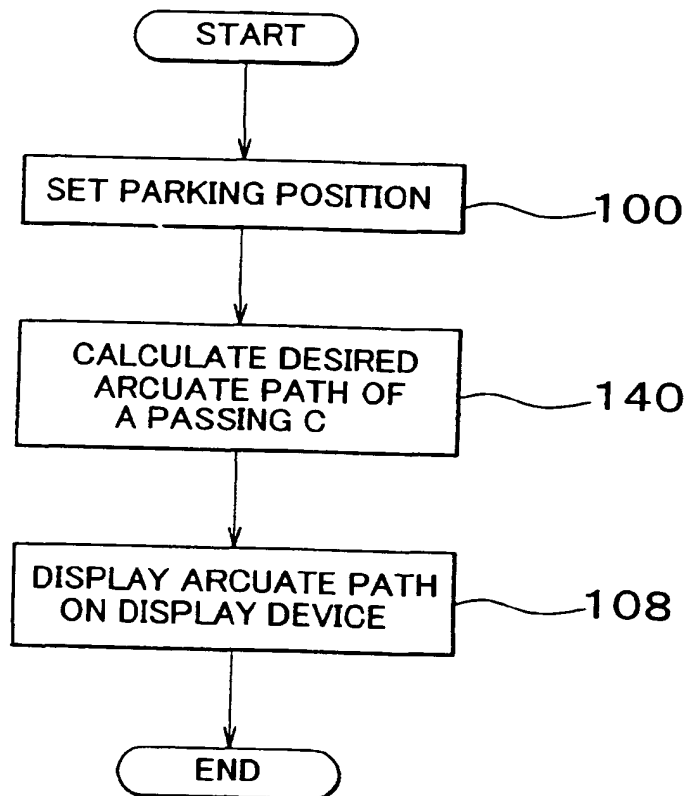 START
SET PARKING POSITION
100
CALCULATE DESIRED
ARCUATE PATH OF
A PASSING C
140
DISPLAY ARCUATE PATH
ON DISPLAY DEVICE
108
END